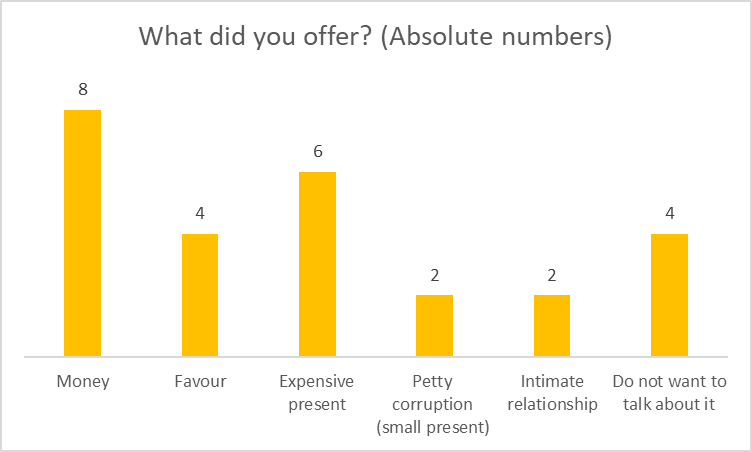 What did you offer? (Absolute numbers)
8
4
6
2
2
4
Money
Favour
Expensive
present
Petty
corruption
(small present)
Intimate
relationship
Do not want to
talk about it